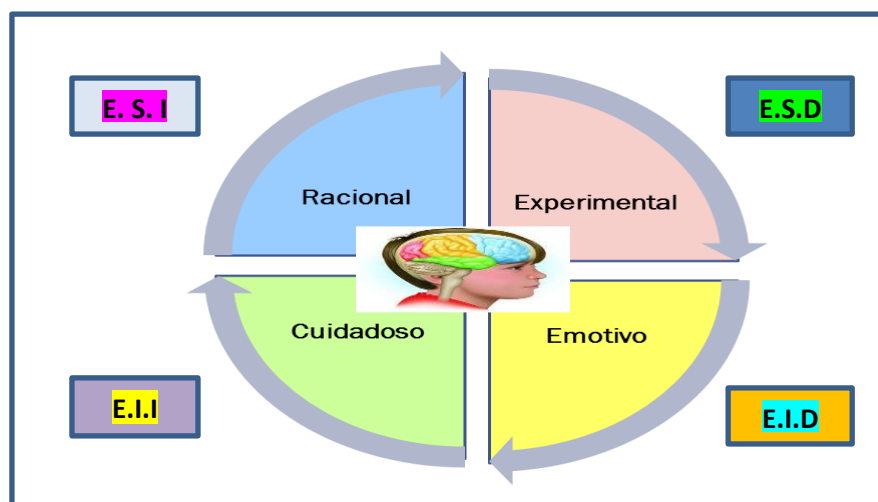 E. S. I
E.S.D
Racional
Experimental
Cuidadoso
Emotivo
E.I.I
E.I.D